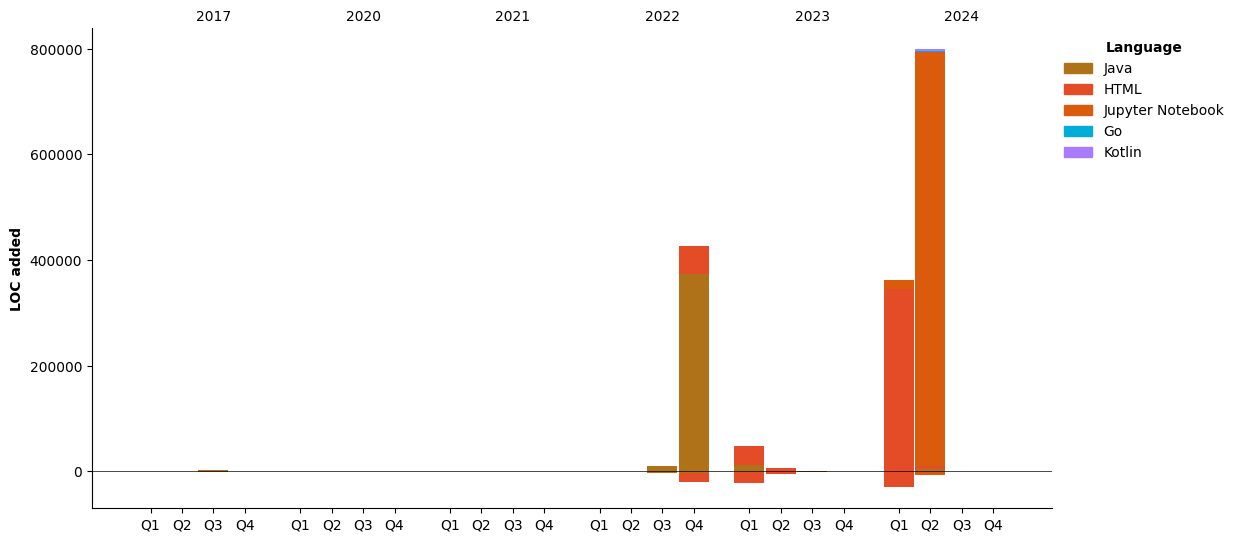 2017 2020 2021 2022 2023 2024
Language
Java
HTML
Jupyter Notebook
Go
Kotlin
LOC added
800000
600000
400000
200000
0
Q1 Q2 Q3 Q4 Q1 Q2 Q3 Q4 Q1 Q2 Q3 Q4 Q1 Q2 Q3 Q4 Q1 Q2 Q3 Q4 Q1 Q2 Q3 Q4